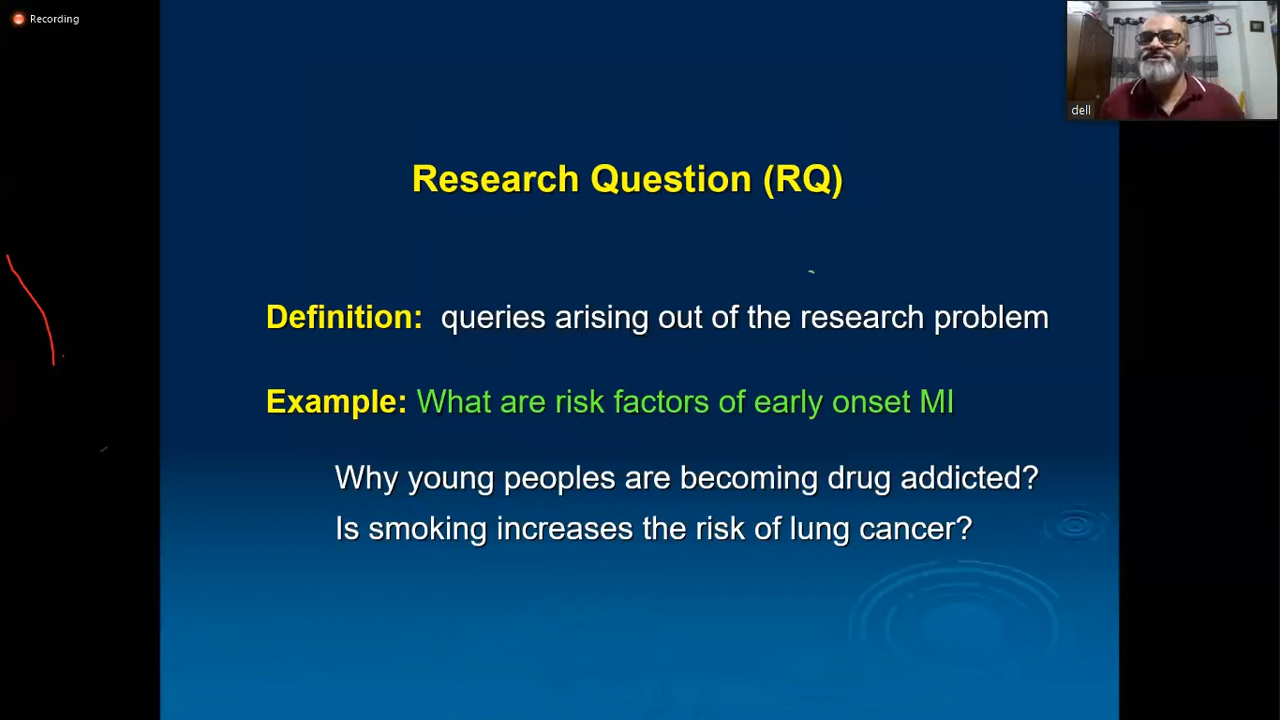 Recording
dell
Research Question (RQ)
Definition: queries arising out of the research problem
Example: What are risk factors of early onset MI
Why young peoples are becoming drug addicted?
Is smoking increases the risk of lung cancer?